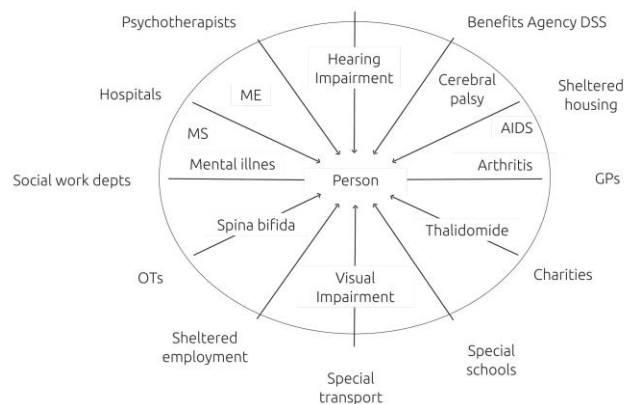 Psychotherapists
Benefits Agency DSS
Hearing
Impairment
Cerebral
palsy
Sheltered
housing
Hospitals
ME
AIDS
MS
Mental illnes
Arthritis
Social work depts
Person
GPs
Spina bifida
Thalidomide
OTs
Visual
Impairment
Charities
Sheltered
employment
Special
schools
Special
transport